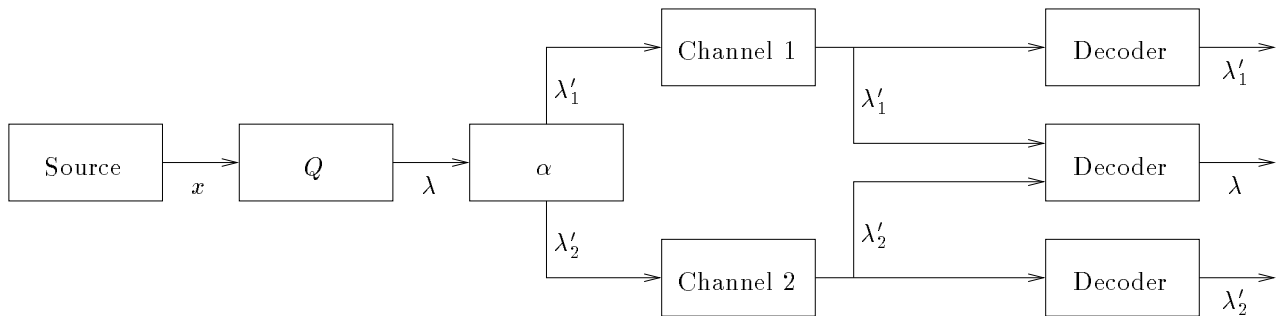 Channel 1
Decoder
λ′₁
λ′₁
λ′₁
Source
x
Q
λ
α
Decoder
λ
λ′₂
λ′₂
Channel 2
Decoder
λ′₂